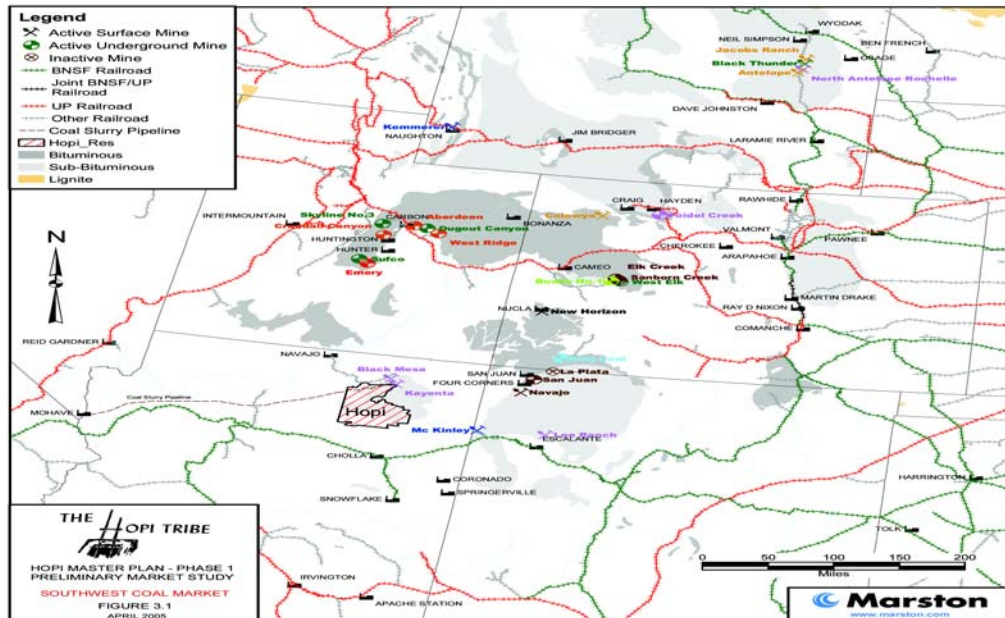 Legend
Active Surface Mine
Active Underground Mine
Inactive Mine
BNSF Railroad
Joint BNSF/UP
Railroad
UP Railroad
Other Railroad
Coal Slurry Pipeline
Hopi_Res
Bituminous
Sub-Bituminous
Lignite
WYODAK
NEIL SIMPSON
BEN FRENCH
Jacobs Ranch
OSAGE
Black Thunder
Antelope
North Antelope Rochelle
DAVE JOHNSTON
Kemmerer
NAUGHTON
JIM BRIDGER
LARAMIE RIVER
CRAIG
HAYDEN
RAWHIDE
Skyline No.3
CARBON
Aberdeen
BONANZA
Colowyo
Foidel Creek
INTERMOUNTAIN
Crandall Canyon
Dugout Canyon
VALMONT
PAWNEE
HUNTINGTON
West Ridge
CHEROKEE
HUNTER
ARAPAHOE
Sufco
CAMEO
Elk Creek
Emery
Sanborn Creek
West Elk
N
MARTIN DRAKE
NUCLA
New Horizon
RAY D NIXON
COMANCHE
REID GARDNER
NAVAJO
King Coal
Black Mesa
SAN JUAN
La Plata
Kayenta
FOUR CORNERS
San Juan
Navajo
Coal Slurry Pipeline
Hopi
MOHAVE
Mc Kinley
Lee Ranch
ESCALANTE
CHOLLA
CORONADO
HARRINGTON
SNOWFLAKE
SPRINGERVILLE
TOLK
THE
HOPI TRIBE
HOPI MASTER PLAN - PHASE 1
PRELIMINARY MARKET STUDY
SOUTHWEST COAL MARKET
FIGURE 3.1
APRIL 2005
IRVINGTON
APACHE STATION
0 50 100 150 200
Miles
Marston
www.marston.com